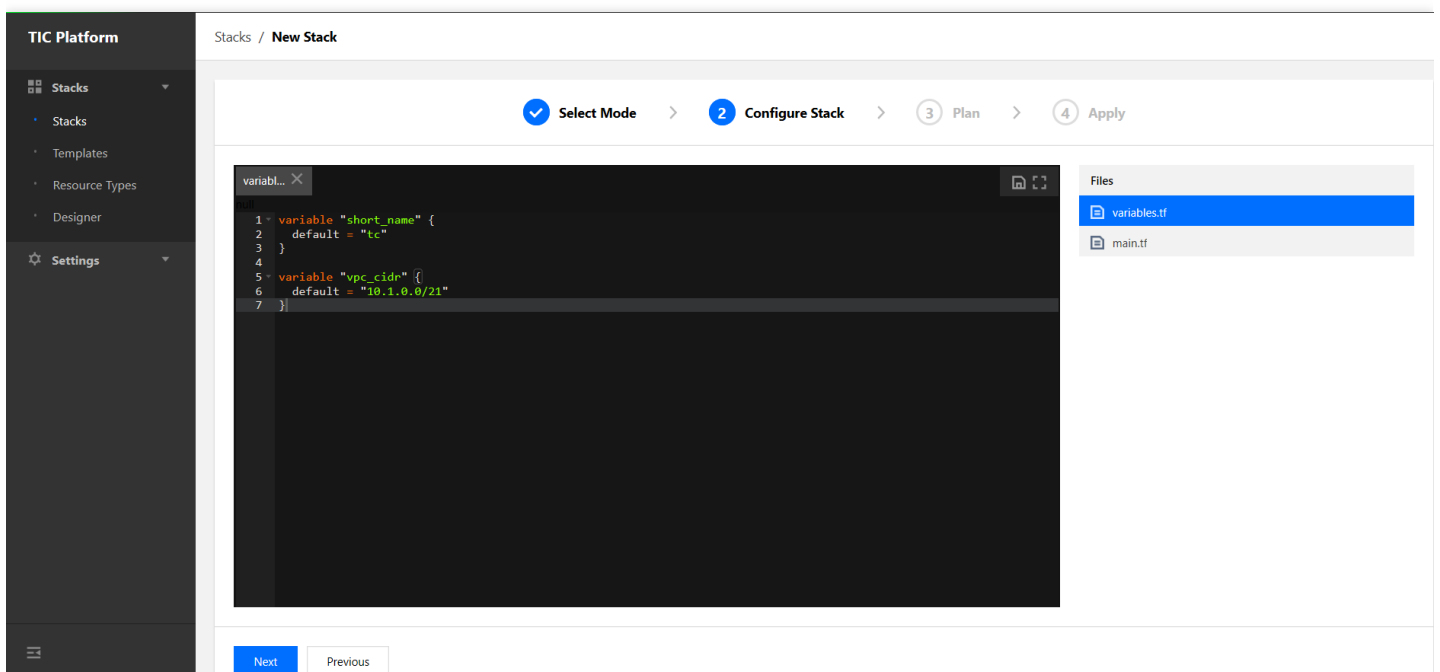 TIC Platform
Stacks / New Stack
Stacks
Stacks
Templates
Resource Types
Designer
Settings
Select Mode > 2 Configure Stack > 3 Plan > 4 Apply
variabl...
null
1 variable "short_name" {
2 default = "tc"
3 }
4
5 variable "vpc_cidr" {
6 default = "10.1.0.0/21"
7 }
Files
variables.tf
main.tf
Next Previous